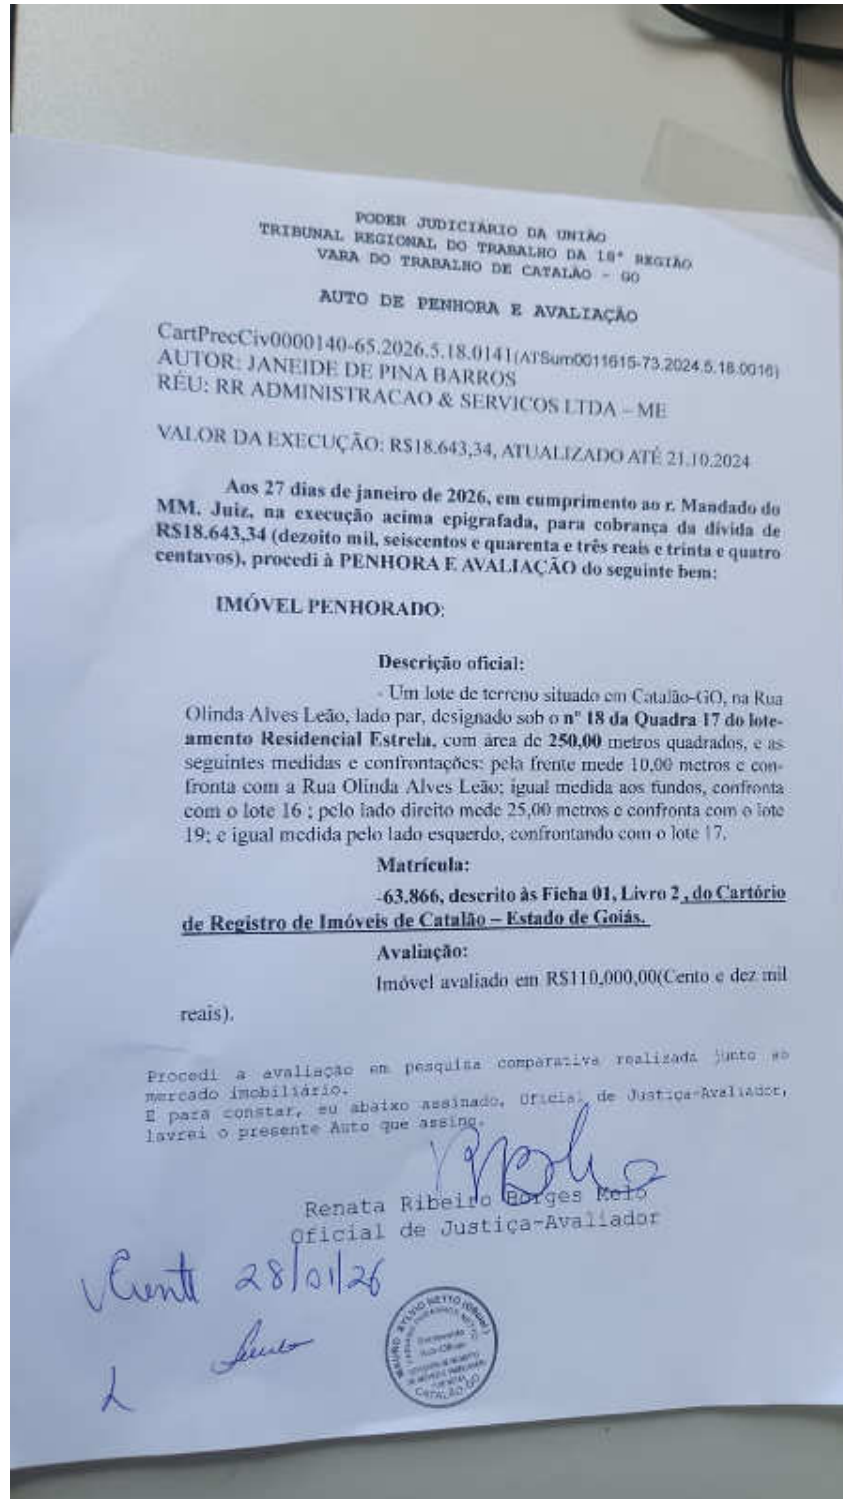 PODER JUDICIÁRIO DA UNIÃO
TRIBUNAL REGIONAL DO TRABALHO DA 18ª REGIÃO
VARA DO TRABALHO DE CATALÃO - GO
AUTO DE PENHORA E AVALIAÇÃO
CartPrecCiv0000140-65.2026.5.18.0141(ATSum0011615-73.2024.5.18.0016)
AUTOR: JANEIDE DE PINA BARROS
RÉU: RR ADMINISTRACAO & SERVICOS LTDA – ME
VALOR DA EXECUÇÃO: R$18.643,34, ATUALIZADO ATÉ 21.10.2024
Aos 27 dias de janeiro de 2026, em cumprimento ao r. Mandado do
MM. Juiz, na execução acima epigrafada, para cobrança da dívida de
R$18.643,34 (dezoito mil, seiscentos e quarenta e três reais e trinta e quatro
centavos), procedi à PENHORA E AVALIAÇÃO do seguinte bem:
IMÓVEL PENHORADO:
Descrição oficial:
- Um lote de terreno situado em Catalão-GO, na Rua
Olinda Alves Leão, lado par, designado sob o nº 18 da Quadra 17 do lote-
amento Residencial Estrela, com área de 250,00 metros quadrados, e as
seguintes medidas e confrontações: pela frente mede 10,00 metros e con-
fronta com a Rua Olinda Alves Leão; igual medida aos fundos, confronta
com o lote 16 ; pelo lado direito mede 25,00 metros e confronta com o lote
19; e igual medida pelo lado esquerdo, confrontando com o lote 17.
Matrícula:
-63.866, descrito às Ficha 01, Livro 2 , do Cartório
de Registro de Imóveis de Catalão – Estado de Goiás.
Avaliação:
Imóvel avaliado em R$110,000,00(Cento e dez mil
reais).
Procedi a avaliação em pesquisa comparativa realizada junto ao
mercado imobiliário.
E para constar, eu abaixo assinado, Oficial de Justiça-Avaliador,
lavrei o presente Auto que assino.
Renata Ribeiro Borges Melo
Oficial de Justiça-Avaliador
Ciente 28/01/26
MAURO SYLVIO NETTO (Oficial)
CATALÃO GO